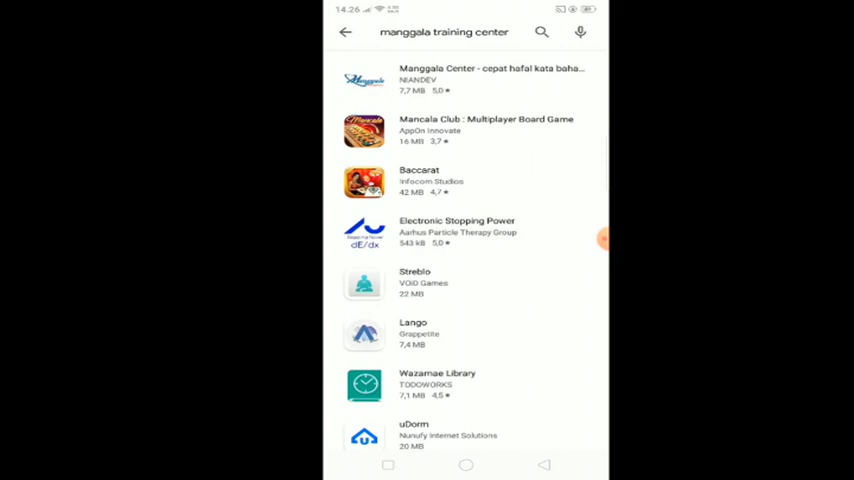 14.26
manggala training center
Manggala Center - cepat hafal kata baha...
NIANDEV
7,7 MB 5,0 ★
Mancala Club : Multiplayer Board Game
AppOn Innovate
16 MB 3,7 ★
Baccarat
Infocom Studios
42 MB 4,7 ★
Electronic Stopping Power
Aarhus Particle Therapy Group
543 kB 5,0 ★
dE/dx
Streblo
VOiD Games
22 MB
Lango
Grappetite
7,4 MB
Wazamae Library
TODOWORKS
7,1 MB 4,5 ★
uDorm
Nunufy Internet Solutions
20 MB